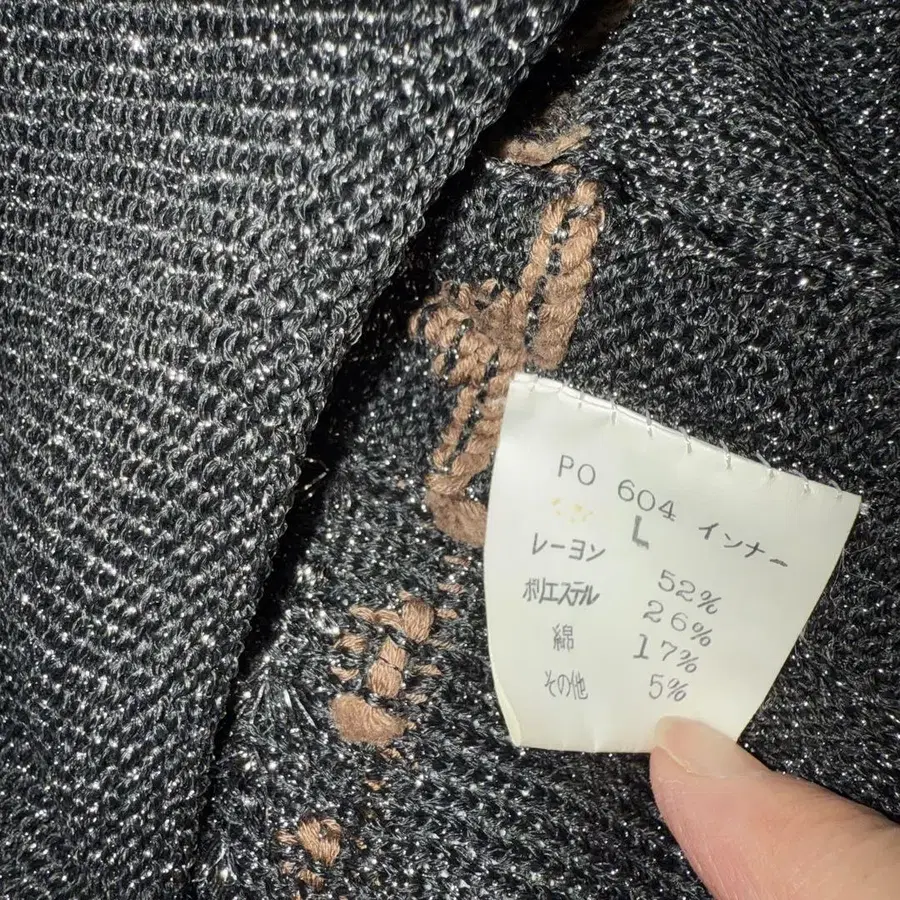 PO 604 インナー
L
レーヨン 52%
ポリエステル 26%
綿 17%
その他 5%